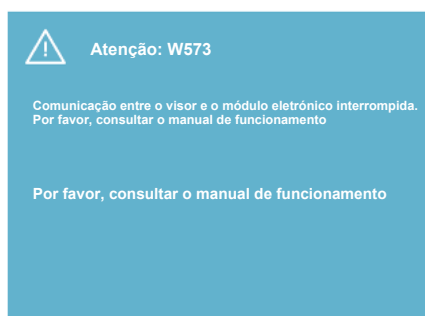 Atenção: W573
Comunicação entre o visor e o módulo eletrónico interrompida.
Por favor, consultar o manual de funcionamento
Por favor, consultar o manual de funcionamento